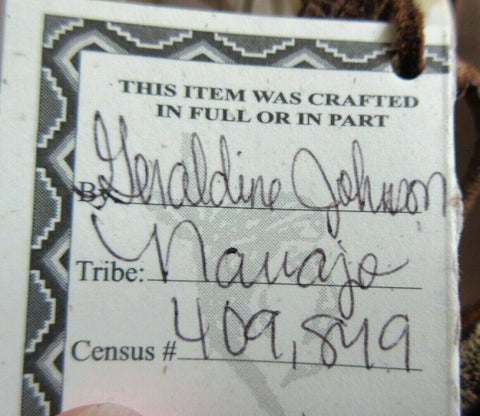 THIS ITEM WAS CRAFTED
IN FULL OR IN PART
By: Geraldine Johnson
Tribe: Navajo
Census # 409,849